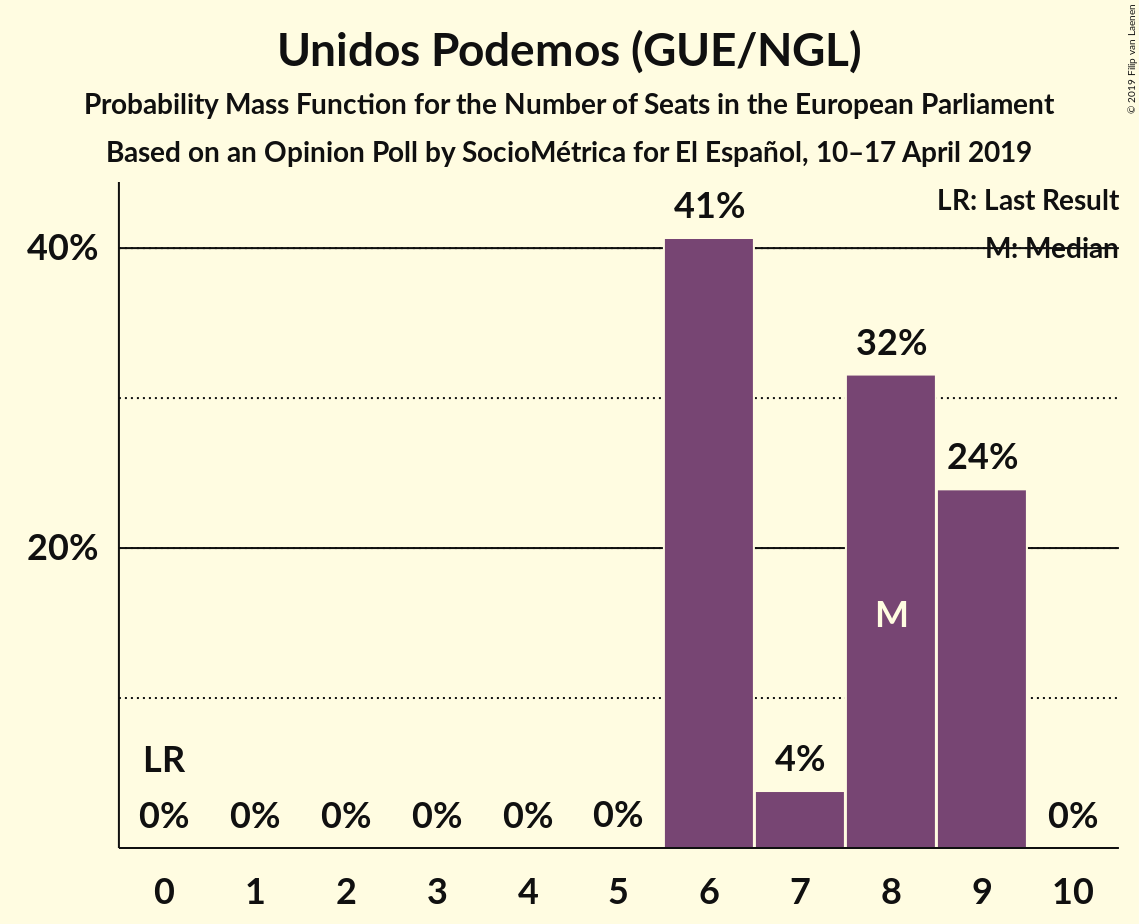 Unidos Podemos (GUE/NGL)
Probability Mass Function for the Number of Seats in the European Parliament
Based on an Opinion Poll by SocioMétrica for El Español, 10–17 April 2019
© 2019 Filip van Laenen
LR: Last Result
M: Median
41%
40%
32%
24%
20%
M
4%
LR
0% 0% 0% 0% 0% 0% 0%
0 1 2 3 4 5 6 7 8 9 10